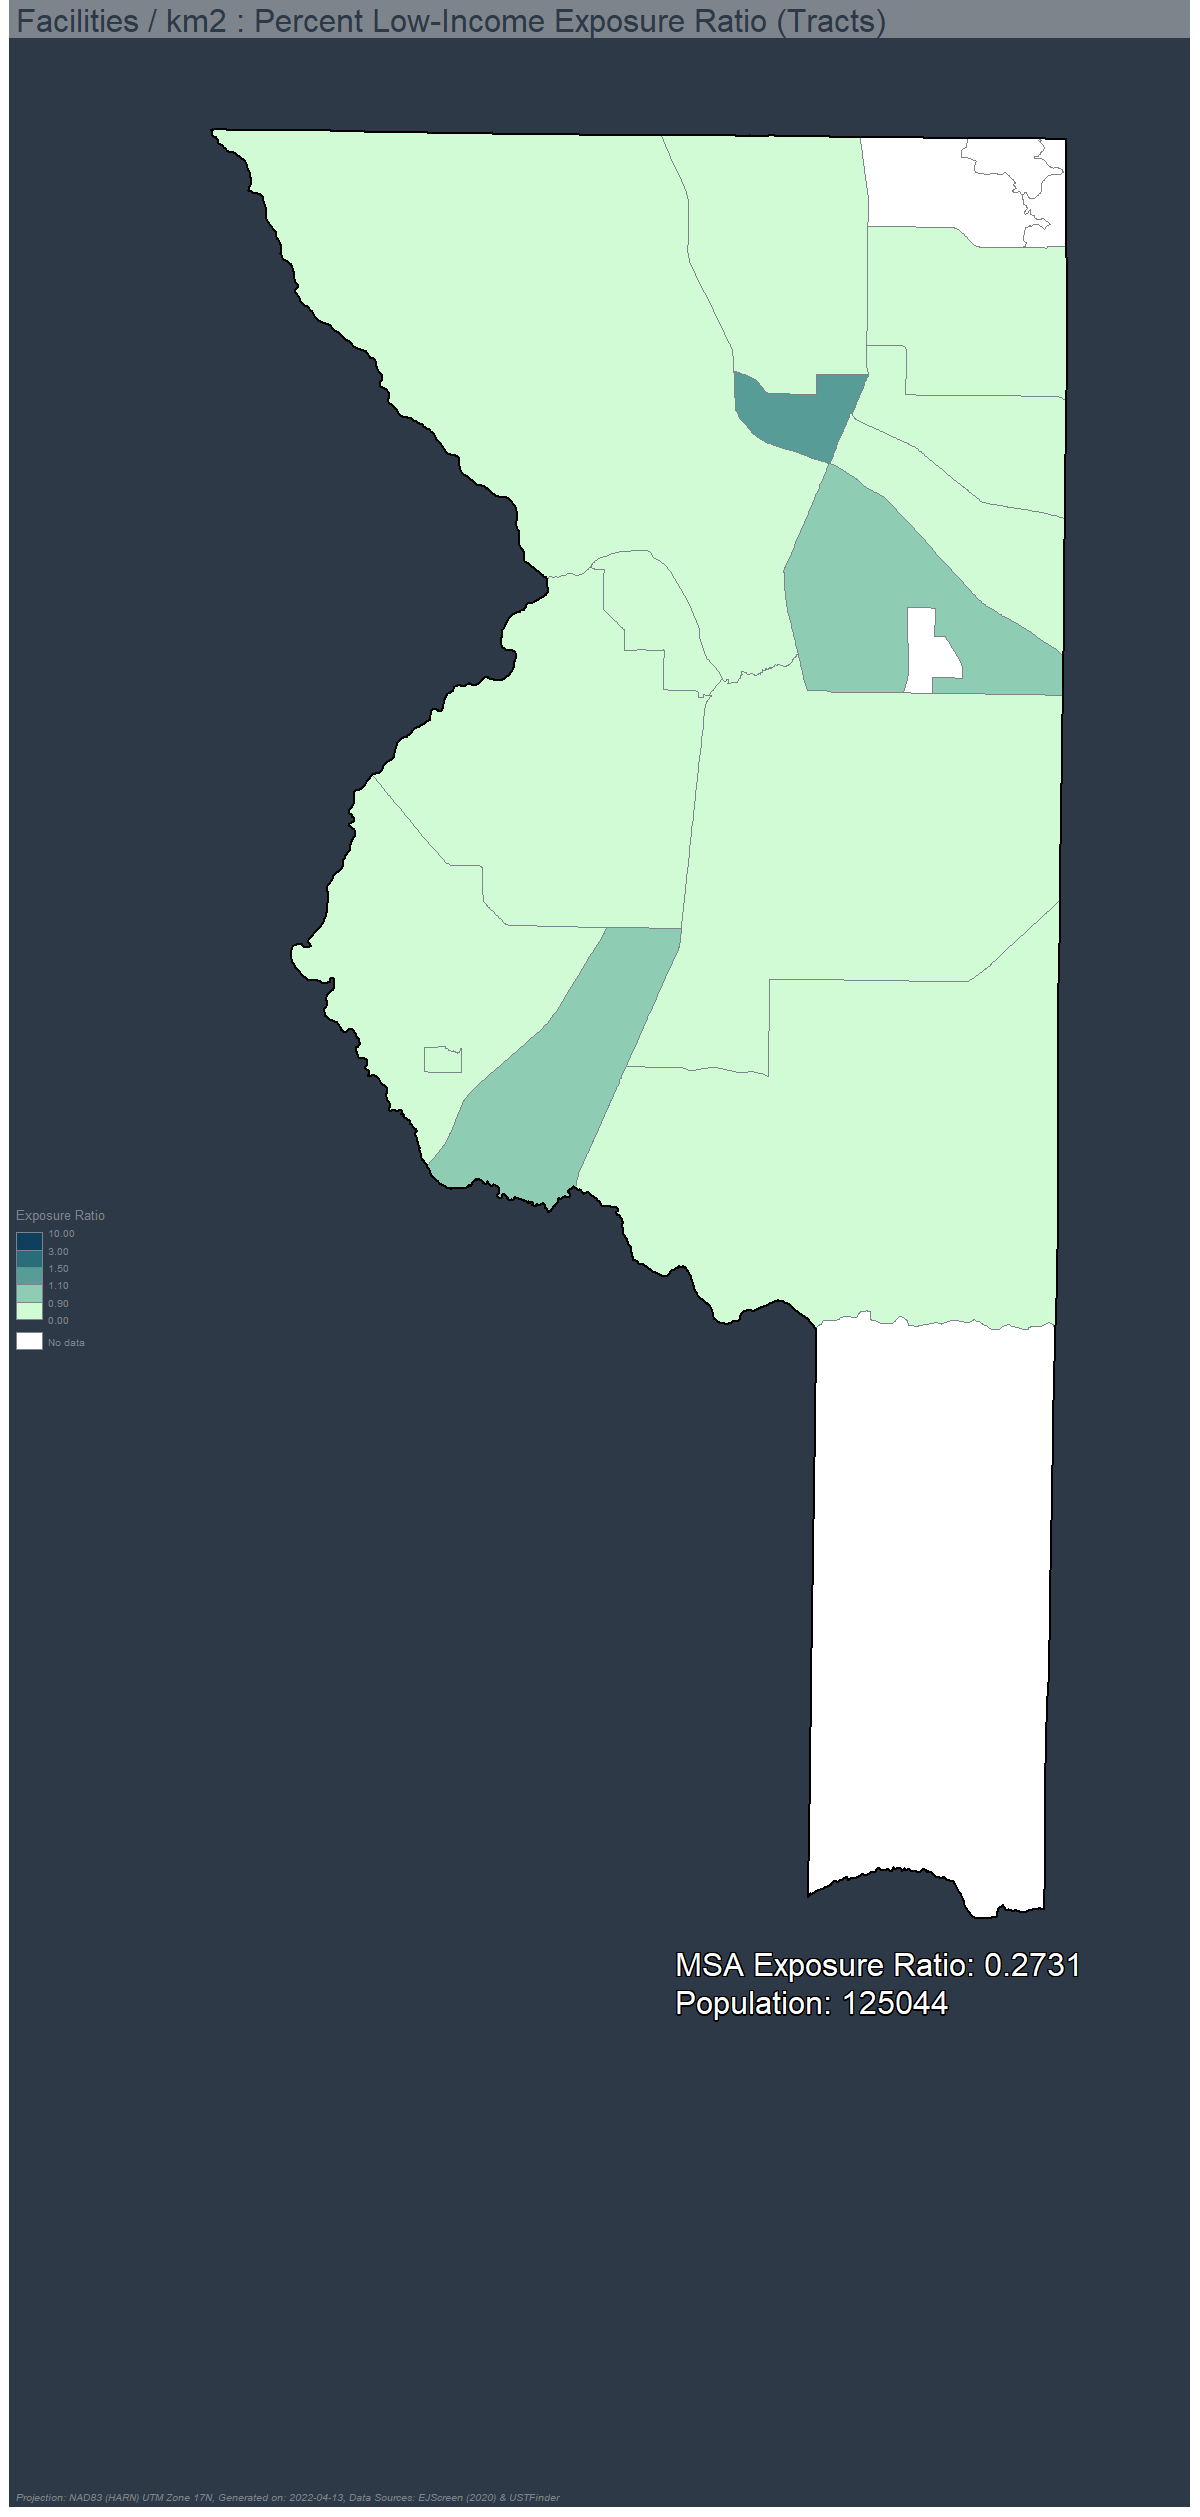 Facilities / km2 : Percent Low-Income Exposure Ratio (Tracts)
Exposure Ratio
10.00
3.00
1.50
1.10
0.90
0.00
No data
MSA Exposure Ratio: 0.2731
Population: 125044
Projection: NAD83 (HARN) UTM Zone 17N, Generated on: 2022-04-13, Data Sources: EJScreen (2020) & USTFinder